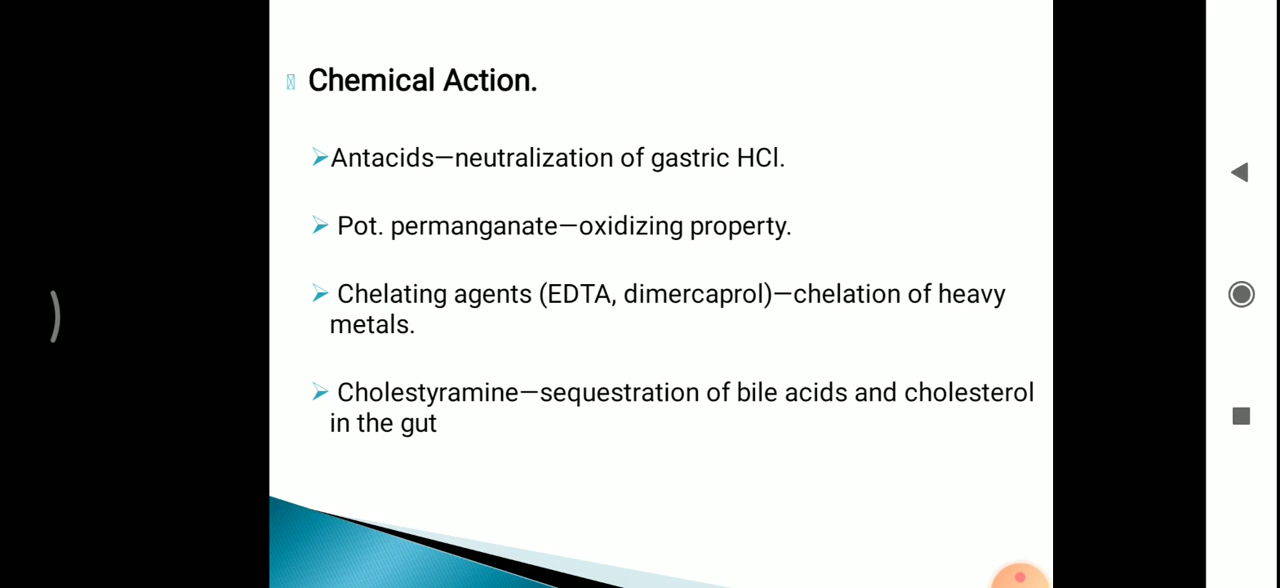 Chemical Action.
➢Antacids—neutralization of gastric HCl.
➢ Pot. permanganate—oxidizing property.
➢ Chelating agents (EDTA, dimercaprol)—chelation of heavy
metals.
➢ Cholestyramine—sequestration of bile acids and cholesterol
in the gut